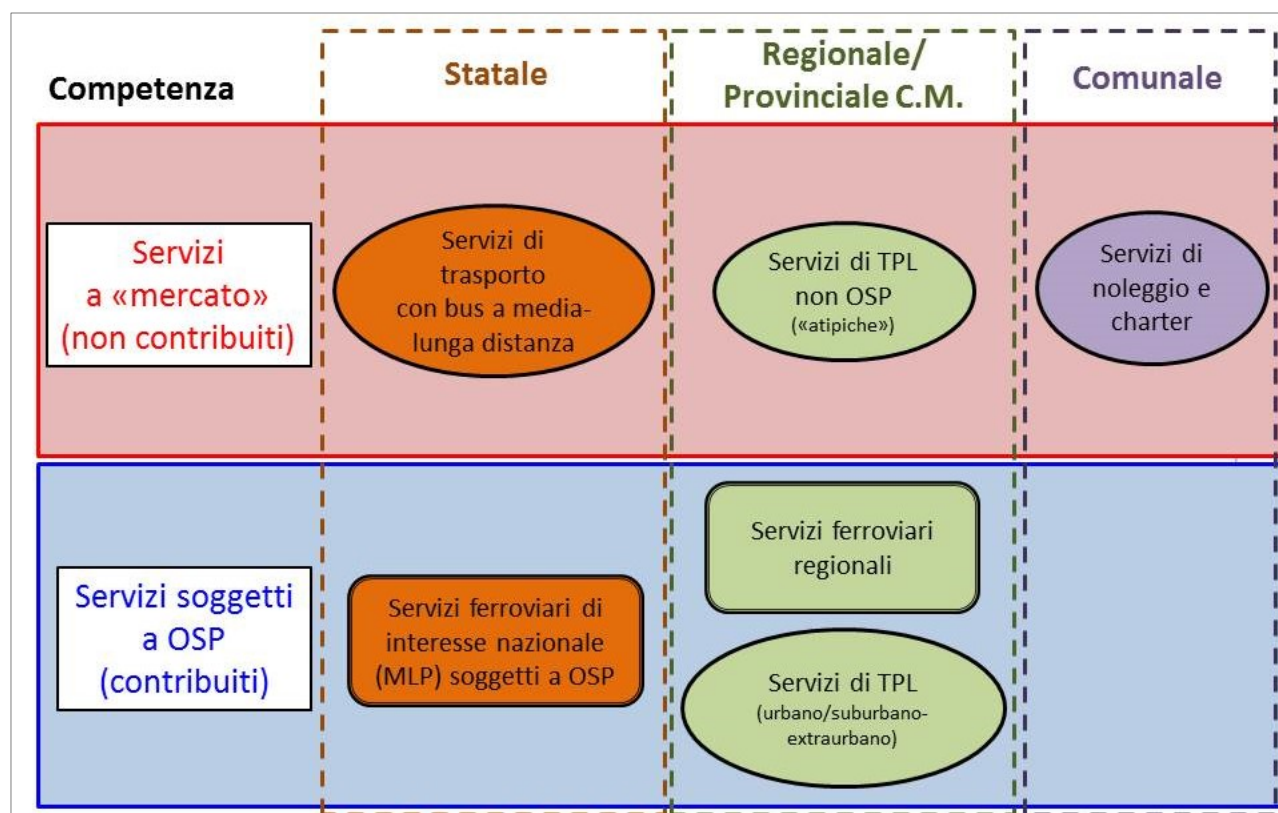 Competenza
Statale
Regionale/
Provinciale C.M.
Comunale
Servizi
a «mercato»
(non contribuiti)
Servizi di
trasporto
con bus a media-
lunga distanza
Servizi di TPL
non OSP
(«atipiche»)
Servizi di
noleggio e
charter
Servizi soggetti
a OSP
(contribuiti)
Servizi ferroviari di
interesse nazionale
(MLP) soggetti a OSP
Servizi ferroviari
regionali
Servizi di TPL
(urbano/suburbano-
extraurbano)